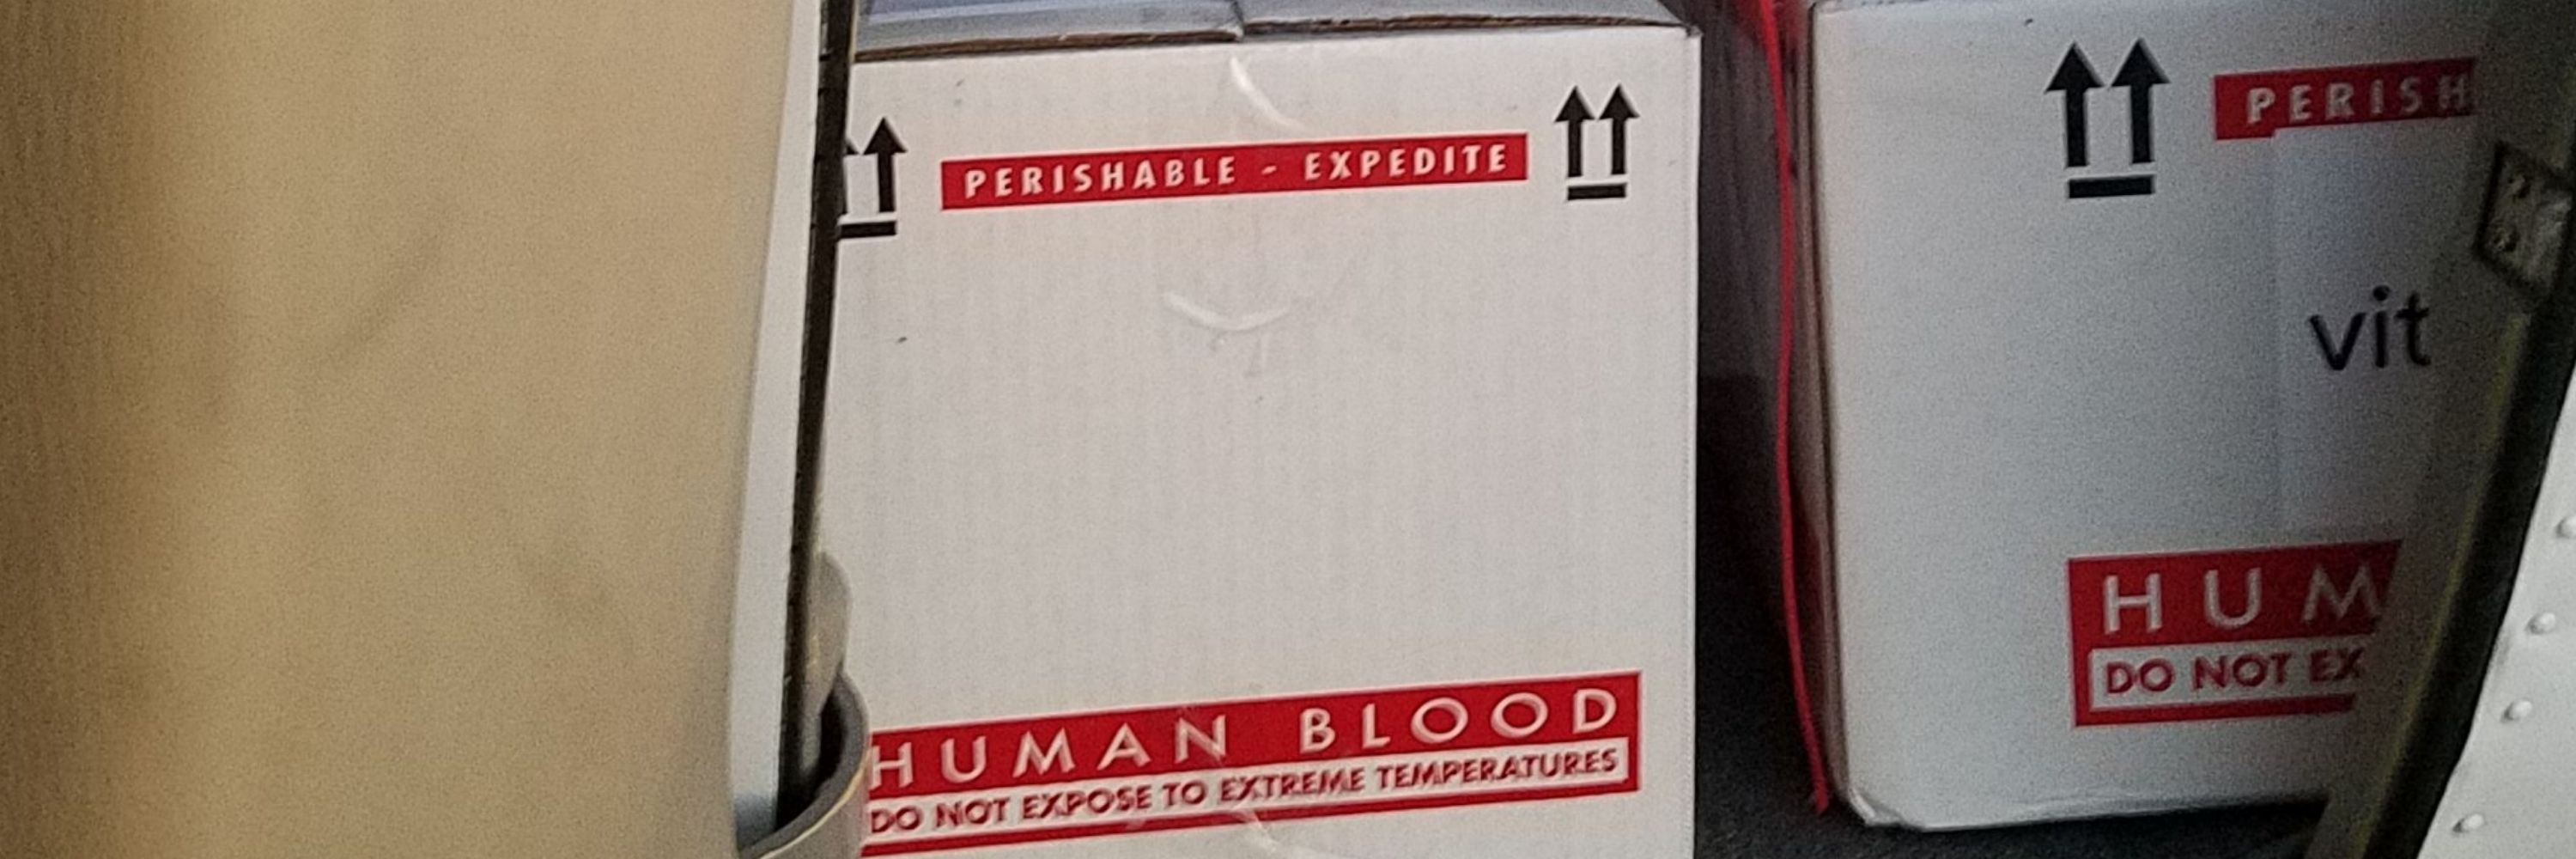 PERISHABLE - EXPEDITE
HUMAN BLOOD
DO NOT EXPOSE TO EXTREME TEMPERATURES
PERISH
vit
HUM
DO NOT EX